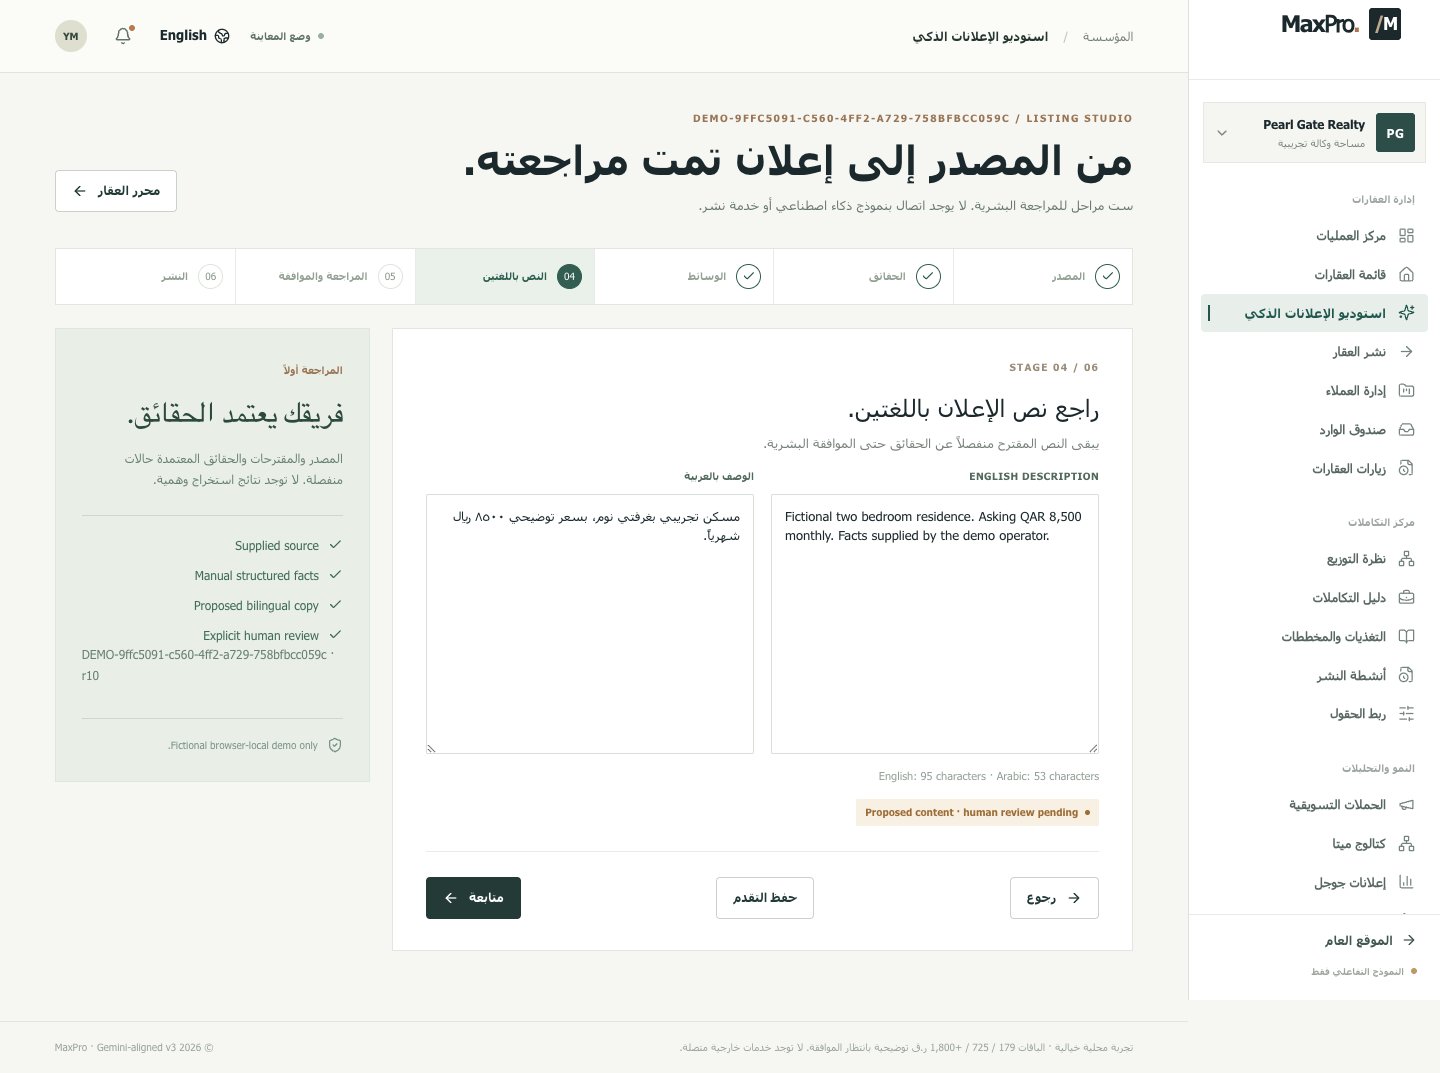 MaxPro.
/M
المؤسسة / استوديو الإعلانات الذكي
وضع المعاينة
English
YM
PG
Pearl Gate Realty
مساحة وكالة تجريبية
إدارة العقارات
مركز العمليات
قائمة العقارات
استوديو الإعلانات الذكي
نشر العقار
إدارة العملاء
صندوق الوارد
زيارات العقارات
مركز التكاملات
نظرة التوزيع
دليل التكاملات
التغذيات والمخططات
أنشطة النشر
ربط الحقول
النمو والتحليلات
الحملات التسويقية
كتالوج ميتا
إعلانات جوجل
الموقع العام
النموذج التفاعلي فقط
DEMO-9FFC5091-C560-4FF2-A729-758BFBCC059C / LISTING STUDIO
من المصدر إلى إعلان تمت مراجعته.
ست مراحل للمراجعة البشرية. لا يوجد اتصال بنموذج ذكاء اصطناعي أو خدمة نشر.
محرر العقار
المصدر
الحقائق
الوسائط
04 النص باللغتين
05 المراجعة والموافقة
06 النشر
STAGE 04 / 06
راجع نص الإعلان باللغتين.
يبقى النص المقترح منفصلاً عن الحقائق حتى الموافقة البشرية.
ENGLISH DESCRIPTION
Fictional two bedroom residence. Asking QAR 8,500
monthly. Facts supplied by the demo operator.
الوصف بالعربية
مسكن تجريبي بغرفتي نوم، بسعر توضيحي ٨٥٠٠ ريال
شهرياً.
English: 95 characters · Arabic: 53 characters
Proposed content · human review pending
رجوع
حفظ التقدم
متابعة
المراجعة أولاً
فريقك يعتمد الحقائق.
المصدر والمقترحات والحقائق المعتمدة حالات
منفصلة. لا توجد نتائج استخراج وهمية.
Supplied source
Manual structured facts
Proposed bilingual copy
Explicit human review
DEMO-9ffc5091-c560-4ff2-a729-758bfbcc059c ·
r10
.Fictional browser-local demo only
تجربة محلية خيالية · الباقات 179 / 725 / +1,800 ر.ق توضيحية بانتظار الموافقة. لا توجد خدمات خارجية متصلة.
MaxPro · Gemini-aligned v3 2026 ©